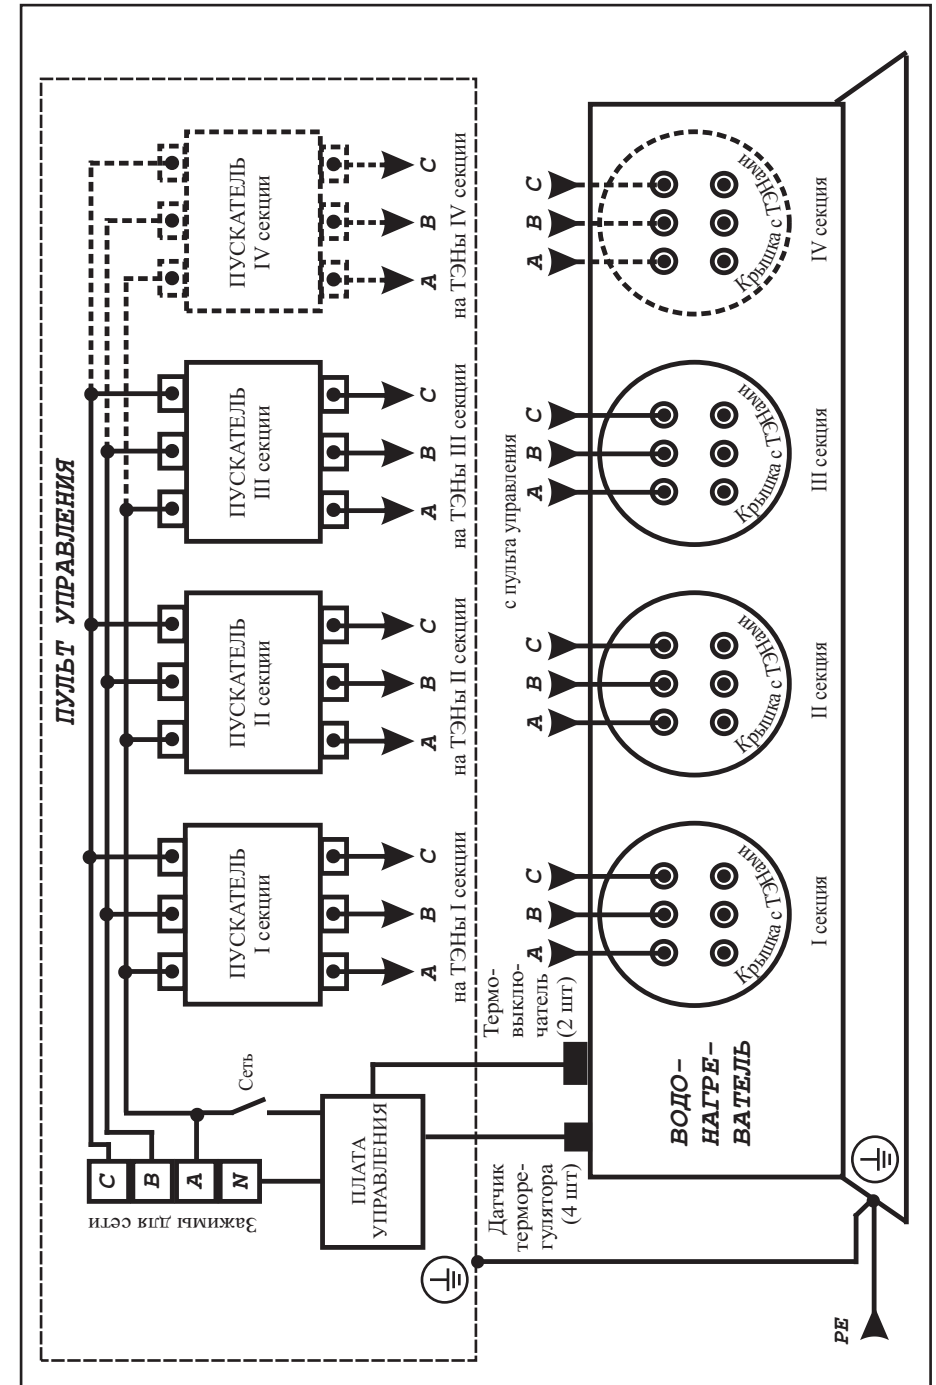 ПУЛЬТ УПРАВЛЕНИЯ
Зажимы для сети
C
B
A
N
Сеть
ПЛАТА
УПРАВЛЕНИЯ
ПУСКАТЕЛЬ
I секции
ПУСКАТЕЛЬ
II секции
ПУСКАТЕЛЬ
III секции
ПУСКАТЕЛЬ
IV секции
A B C
на ТЭНы I секции
A B C
на ТЭНы II секции
A B C
на ТЭНы III секции
A B C
на ТЭНы IV секции
Датчик
терморе-
гулятора
(4 шт)
Термо-
выклю-
чатель
(2 шт)
с пульта управления
A B C
A B C
A B C
A B C
ВОДО-
НАГРЕ-
ВАТЕЛЬ
Крышка с ТЭНами
Крышка с ТЭНами
Крышка с ТЭНами
Крышка с ТЭНами
I секция
II секция
III секция
IV секция
PE